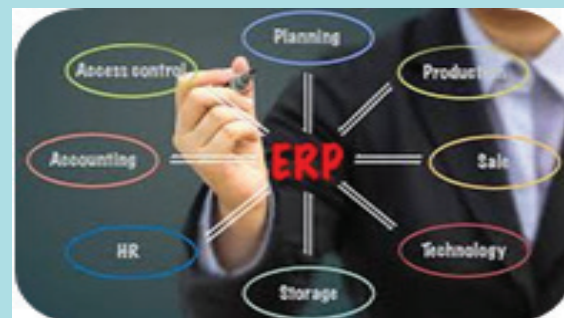 Planning
Access control
Production
Accounting
ERP
Sale
HR
Technology
Storage